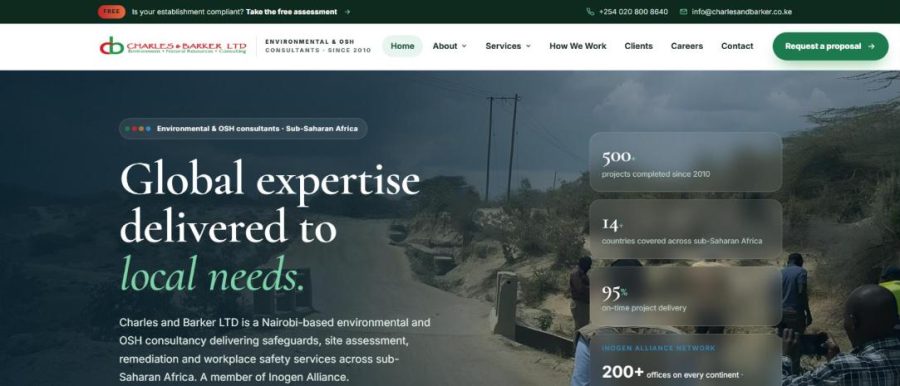 FREE Is your establishment compliant? Take the free assessment →
+254 020 800 8640 info@charlesandbarker.co.ke
cb CHARLES & BARKER LTD
Environment • Natural Resources • Consulting
ENVIRONMENTAL & OSH
CONSULTANTS · SINCE 2010
Home About Services How We Work Clients Careers Contact Request a proposal →
Environmental & OSH consultants · Sub-Saharan Africa
Global expertise
delivered to
local needs.
Charles and Barker LTD is a Nairobi-based environmental and
OSH consultancy delivering safeguards, site assessment,
remediation and workplace safety services across sub-
Saharan Africa. A member of Inogen Alliance.
500+
projects completed since 2010
14+
countries covered across sub-Saharan Africa
95%
on-time project delivery
INOGEN ALLIANCE NETWORK
200+ offices on every continent ·